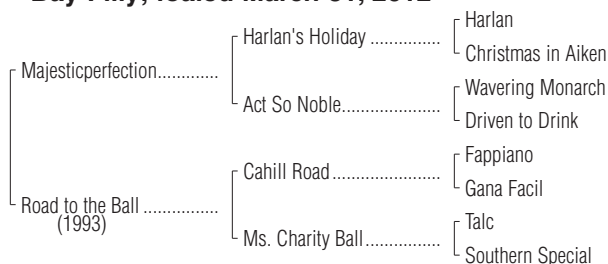 Bay Filly; foaled March 31, 2012
Harlan
Harlan's Holiday ................
Christmas in Aiken
Majesticperfection.............
Wavering Monarch
Act So Noble.....................
Driven to Drink
Fappiano
Cahill Road .......................
Gana Facil
Road to the Ball ................
(1993)
Talc
Ms. Charity Ball.................
Southern Special